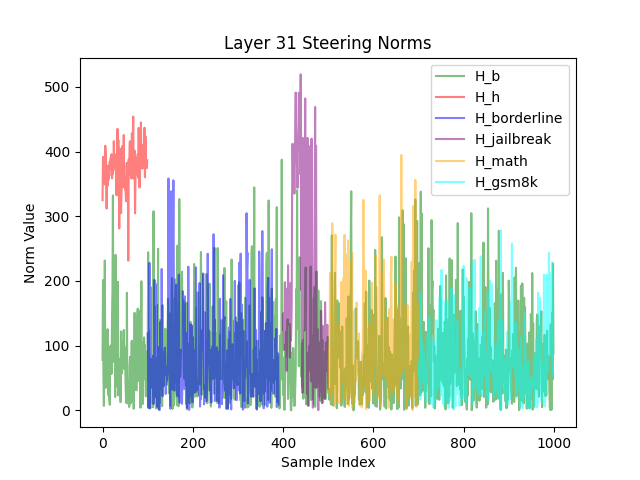 Layer 31 Steering Norms
Norm Value
500
400
300
200
100
0
H_b
H_h
H_borderline
H_jailbreak
H_math
H_gsm8k
0
200
400
600
800
1000
Sample Index